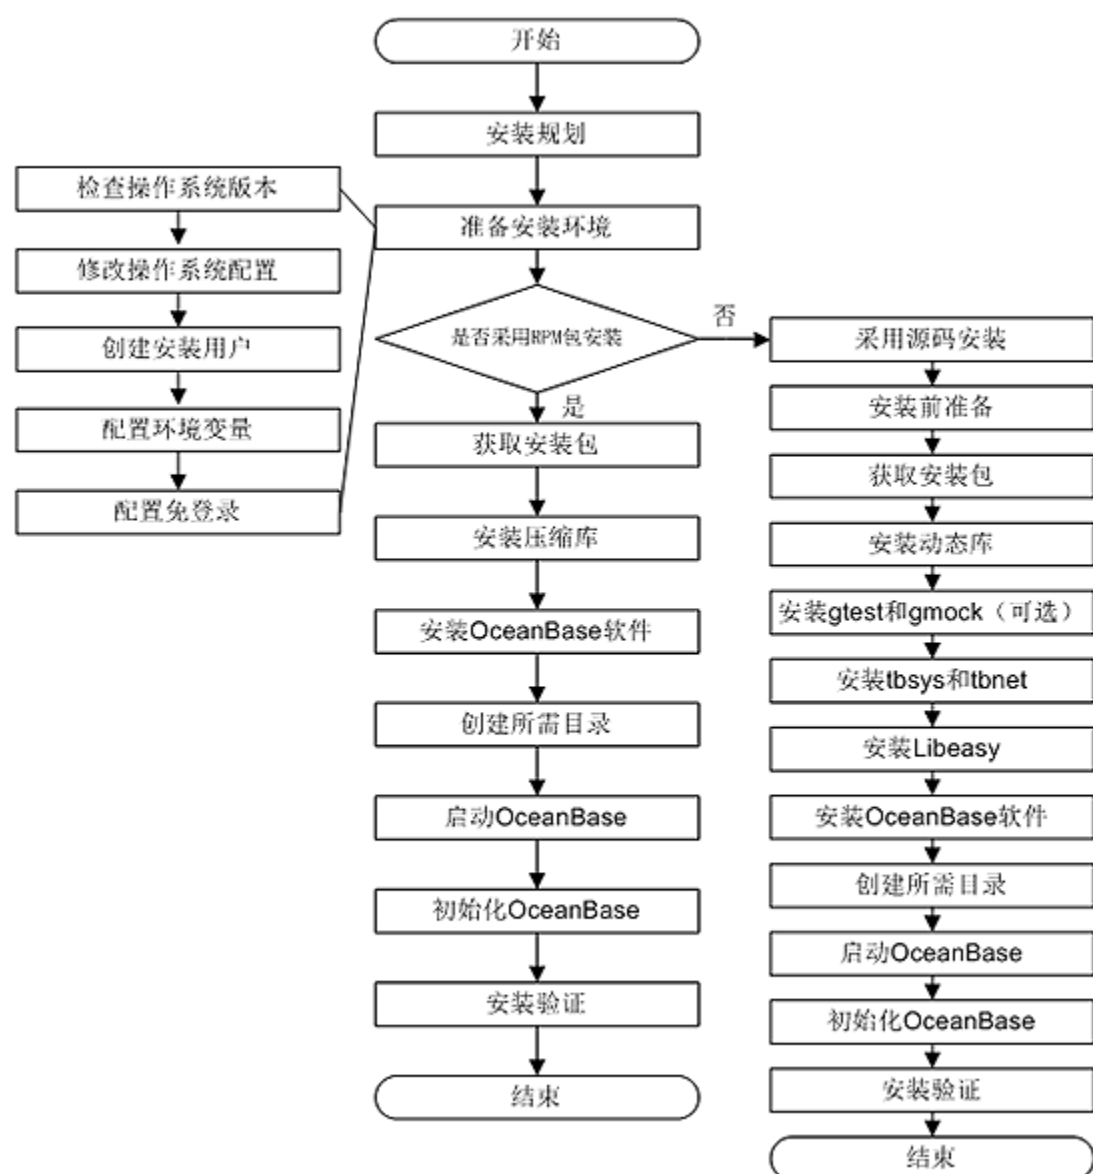 开始
安装规划
准备安装环境
检查操作系统版本
修改操作系统配置
创建安装用户
配置环境变量
配置免登录
是否采用RPM包安装
是
否
获取安装包
安装压缩库
安装OceanBase软件
创建所需目录
启动OceanBase
初始化OceanBase
安装验证
结束
采用源码安装
安装前准备
获取安装包
安装动态库
安装gtest和gmock（可选）
安装tbsys和tbnet
安装Libeasy
安装OceanBase软件
创建所需目录
启动OceanBase
初始化OceanBase
安装验证
结束